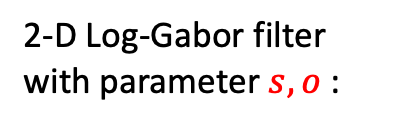 2-D Log-Gabor filter
with parameter s, o :